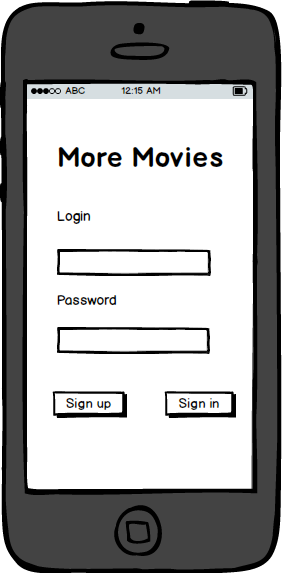 ABC 12:15 AM
More Movies
Login
Password
Sign up Sign in